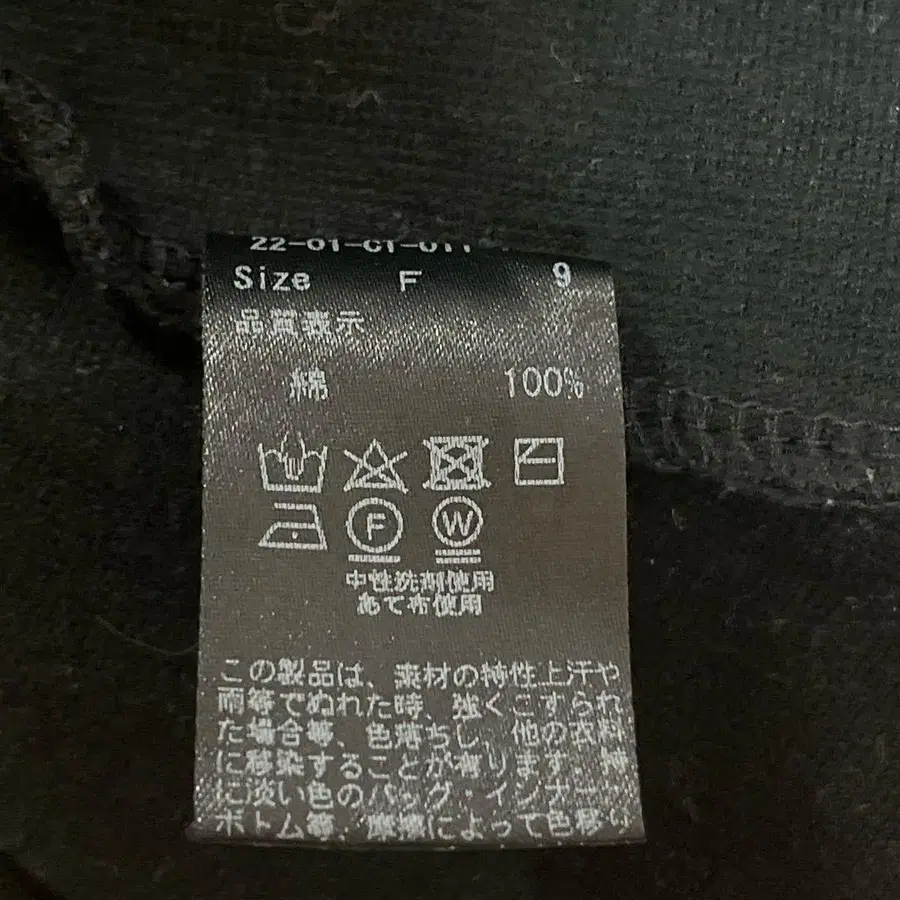 22-01-CT-011
Size F 9
品質表示
綿 100%
F W
中性洗剤使用
あて布使用
この製品は、素材の特性上汗や
雨等でぬれた時、強くこすられ
た場合等、色落ちし、他の衣料
に移染することが有ります。特
に淡い色のバッグ・インナー・
ボトム等、摩擦によって色移り